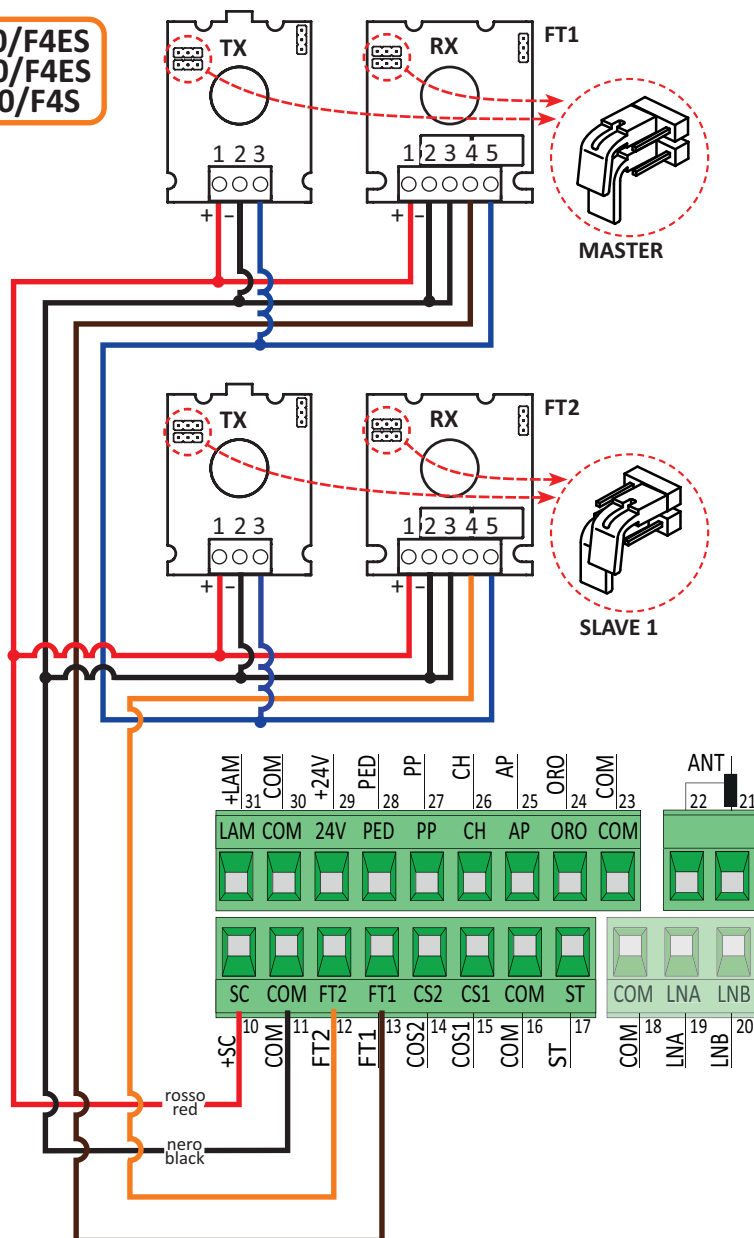 0/F4ES
0/F4ES
0/F4S
TX
RX
FT1
1 2 3
1 2 3 4 5
+ –
+ –
MASTER
TX
RX
FT2
1 2 3
1 2 3 4 5
+ –
+ –
SLAVE 1
+LAM COM +24V PED PP CH AP ORO COM
31 30 29 28 27 26 25 24 23
LAM COM 24V PED PP CH AP ORO COM
ANT
22 21
SC COM FT2 FT1 CS2 CS1 COM ST
10 11 12 13 14 15 16 17
+SC COM FT2 FT1 COS2 COS1 COM ST
COM LNA LNB
18 19 20
COM LNA LNB
rosso
red
nero
black